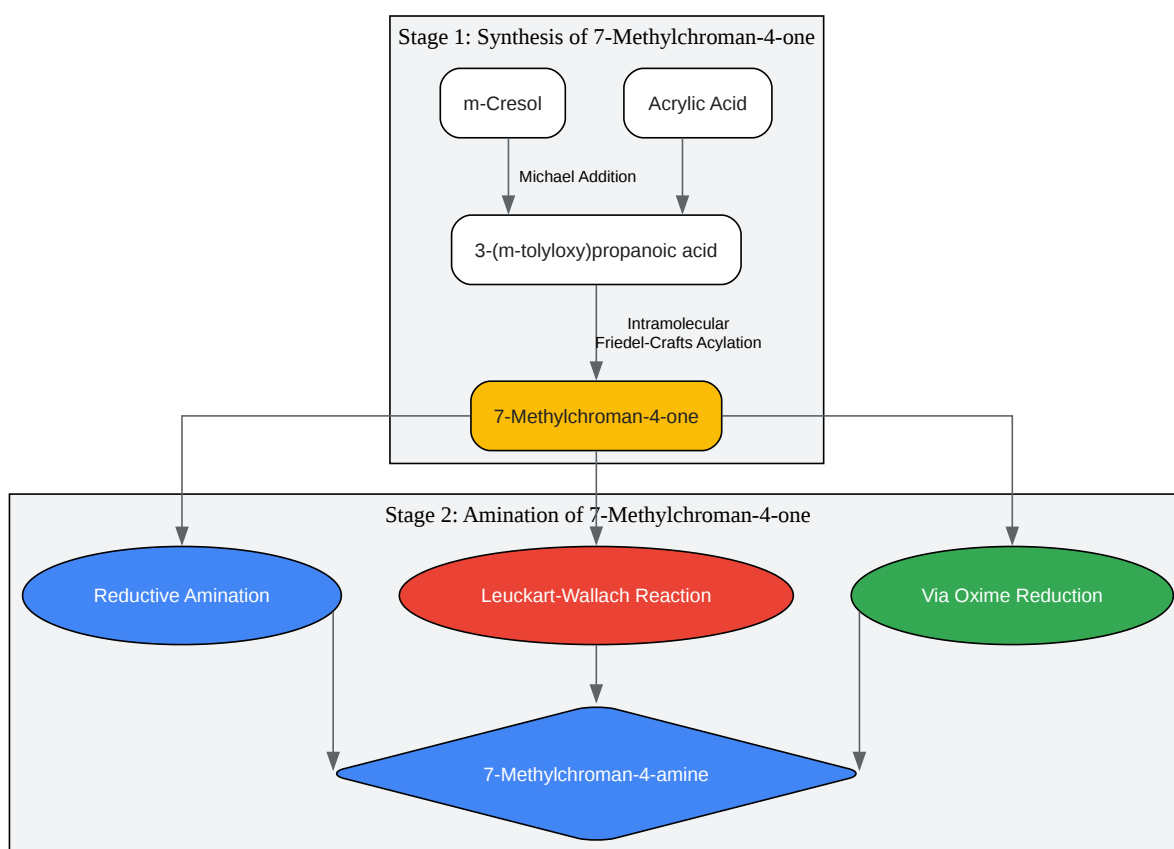 Stage 1: Synthesis of 7-Methylchroman-4-one
m-Cresol
Acrylic Acid
Michael Addition
3-(m-tolyloxy)propanoic acid
Intramolecular
Friedel-Crafts Acylation
7-Methylchroman-4-one
Stage 2: Amination of 7-Methylchroman-4-one
Reductive Amination
Leuckart-Wallach Reaction
Via Oxime Reduction
7-Methylchroman-4-amine